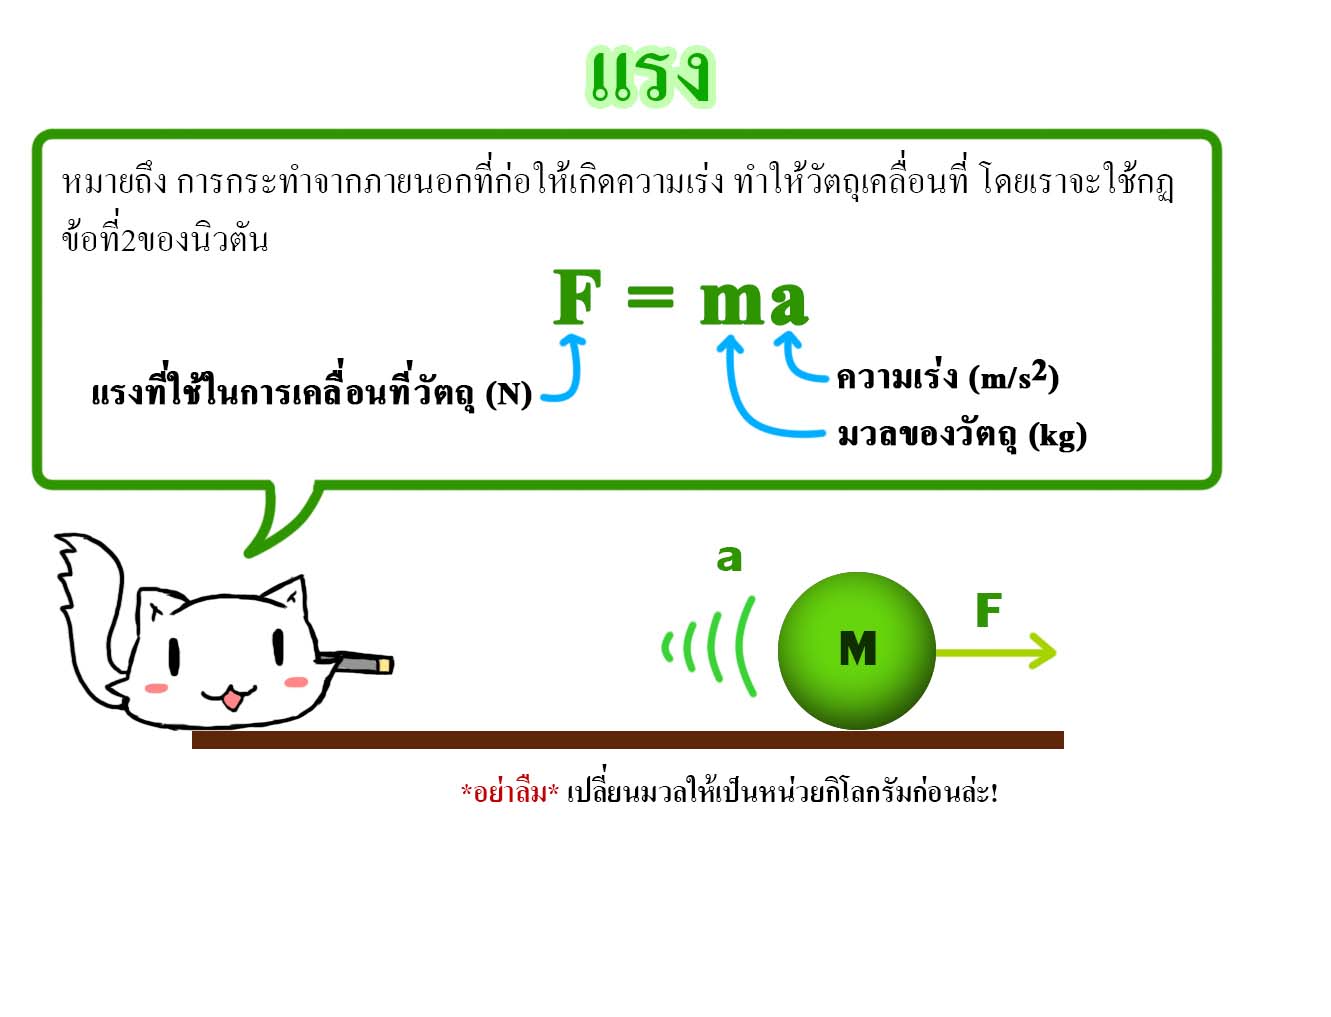 แรง
หมายถึง การกระทำจากภายนอกที่ก่อให้เกิดความเร่ง ทำให้วัตถุเคลื่อนที่ โดยเราจะใช้กฏ
ข้อที่2ของนิวตัน
F = ma
แรงที่ใช้ในการเคลื่อนที่วัตถุ (N)
ความเร่ง (m/s²)
มวลของวัตถุ (kg)
a
F
M
*อย่าลืม* เปลี่ยนมวลให้เป็นหน่วยกิโลกรัมก่อนล่ะ!